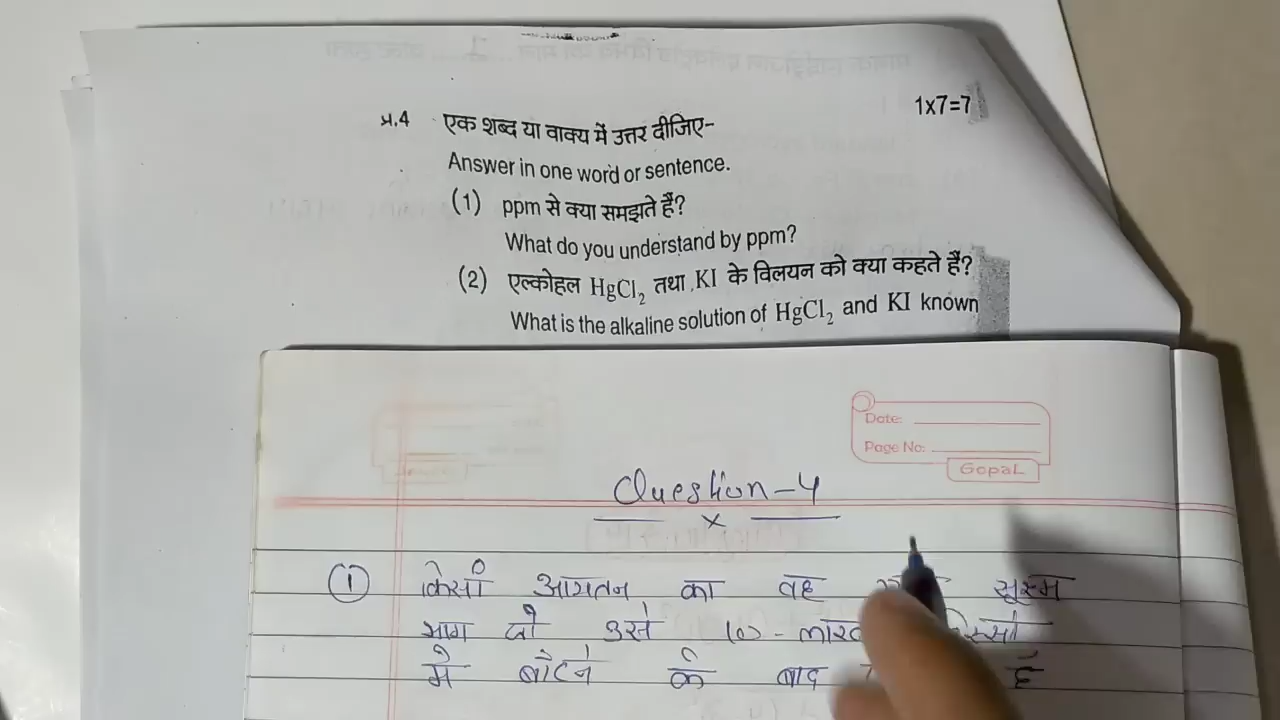 1x7=7
प्र.4 एक शब्द या वाक्य में उत्तर दीजिए-
Answer in one word or sentence.
(1) ppm से क्या समझते हैं?
What do you understand by ppm?
(2) एल्कोहल HgCl₂ तथा KI के विलयन को क्या कहते हैं?
What is the alkaline solution of HgCl₂ and KI known
Date:
Page No:
Gopal
Question-4
x
① किसी आयतन का वह सूक्ष्म
भाग जो उसे 10-लाख
में बाँटने के बाद है